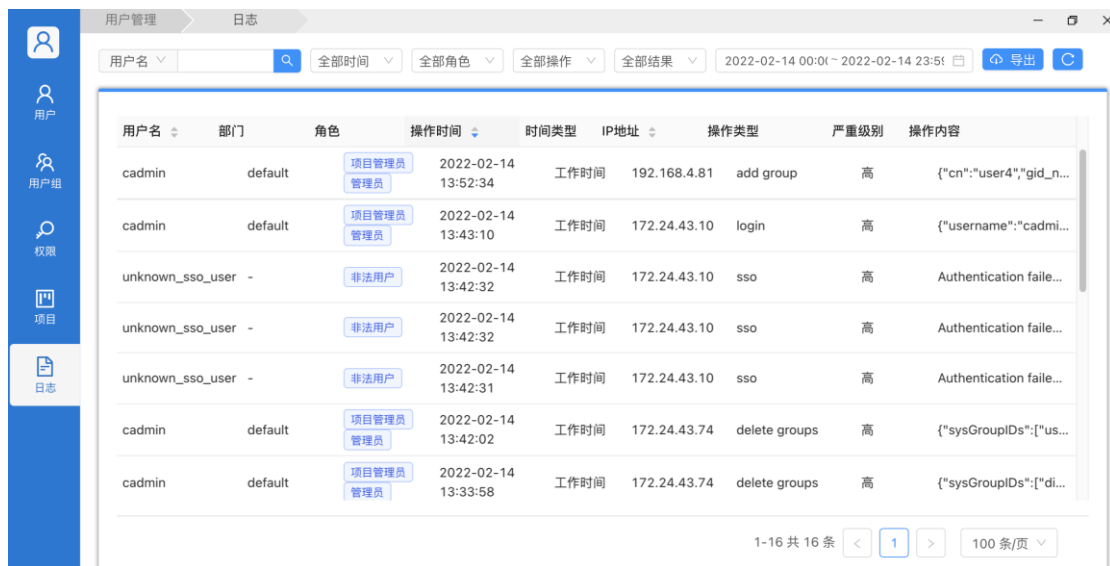 用户管理 日志
用户名 全部时间 全部角色 全部操作 全部结果 2022-02-14 00:0( ~ 2022-02-14 23:5 导出
用户
用户组
权限
项目
日志
用户名 部门 角色 操作时间 时间类型 IP地址 操作类型 严重级别 操作内容
cadmin default 项目管理员 管理员 2022-02-14 13:52:34 工作时间 192.168.4.81 add group 高 {"cn":"user4","gid_n...
cadmin default 项目管理员 管理员 2022-02-14 13:43:10 工作时间 172.24.43.10 login 高 {"username":"cadmi...
unknown_sso_user - 非法用户 2022-02-14 13:42:32 工作时间 172.24.43.10 sso 高 Authentication faile...
unknown_sso_user - 非法用户 2022-02-14 13:42:32 工作时间 172.24.43.10 sso 高 Authentication faile...
unknown_sso_user - 非法用户 2022-02-14 13:42:31 工作时间 172.24.43.10 sso 高 Authentication faile...
cadmin default 项目管理员 管理员 2022-02-14 13:42:02 工作时间 172.24.43.74 delete groups 高 {"sysGroupIDs":["us...
cadmin default 项目管理员 管理员 2022-02-14 13:33:58 工作时间 172.24.43.74 delete groups 高 {"sysGroupIDs":["di...
1-16 共 16 条 < 1 > 100 条/页